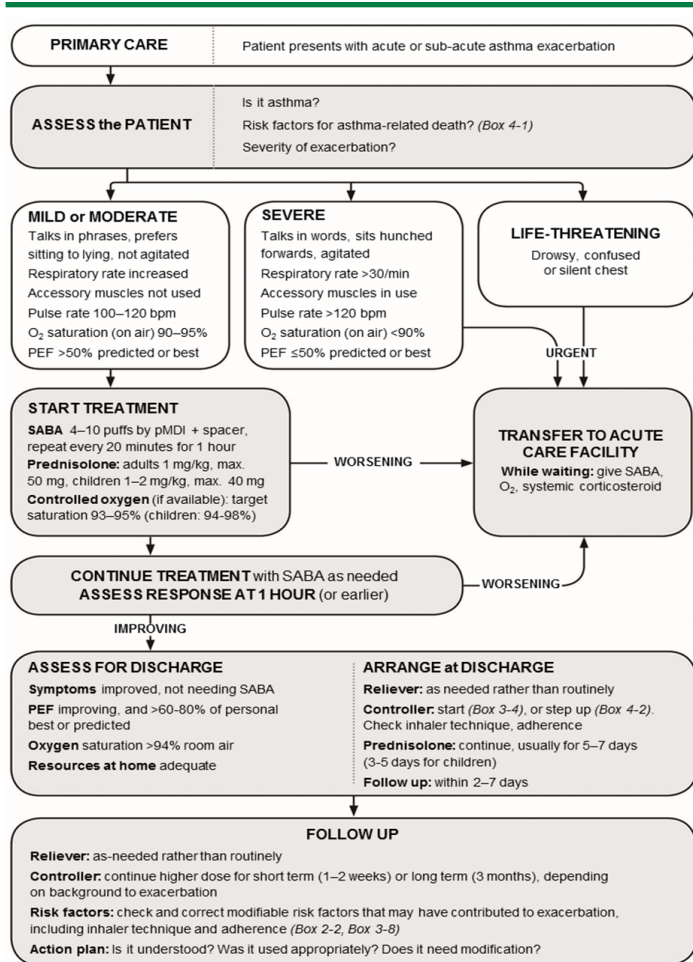 PRIMARY CARE
Patient presents with acute or sub-acute asthma exacerbation
ASSESS the PATIENT
Is it asthma?
Risk factors for asthma-related death? (Box 4-1)
Severity of exacerbation?
MILD or MODERATE
Talks in phrases, prefers
sitting to lying, not agitated
Respiratory rate increased
Accessory muscles not used
Pulse rate 100–120 bpm
O2 saturation (on air) 90–95%
PEF >50% predicted or best
SEVERE
Talks in words, sits hunched
forwards, agitated
Respiratory rate >30/min
Accessory muscles in use
Pulse rate >120 bpm
O2 saturation (on air) <90%
PEF ≤50% predicted or best
LIFE-THREATENING
Drowsy, confused
or silent chest
URGENT
START TREATMENT
SABA 4–10 puffs by pMDI + spacer,
repeat every 20 minutes for 1 hour
Prednisolone: adults 1 mg/kg, max.
50 mg, children 1–2 mg/kg, max. 40 mg
Controlled oxygen (if available): target
saturation 93–95% (children: 94-98%)
WORSENING
TRANSFER TO ACUTE
CARE FACILITY
While waiting: give SABA,
O2, systemic corticosteroid
CONTINUE TREATMENT with SABA as needed
ASSESS RESPONSE AT 1 HOUR (or earlier)
WORSENING
IMPROVING
ASSESS FOR DISCHARGE
Symptoms improved, not needing SABA
PEF improving, and >60-80% of personal
best or predicted
Oxygen saturation >94% room air
Resources at home adequate
ARRANGE at DISCHARGE
Reliever: as needed rather than routinely
Controller: start (Box 3-4), or step up (Box 4-2).
Check inhaler technique, adherence
Prednisolone: continue, usually for 5–7 days
(3-5 days for children)
Follow up: within 2–7 days
FOLLOW UP
Reliever: as-needed rather than routinely
Controller: continue higher dose for short term (1–2 weeks) or long term (3 months), depending
on background to exacerbation
Risk factors: check and correct modifiable risk factors that may have contributed to exacerbation,
including inhaler technique and adherence (Box 2-2, Box 3-8)
Action plan: Is it understood? Was it used appropriately? Does it need modification?